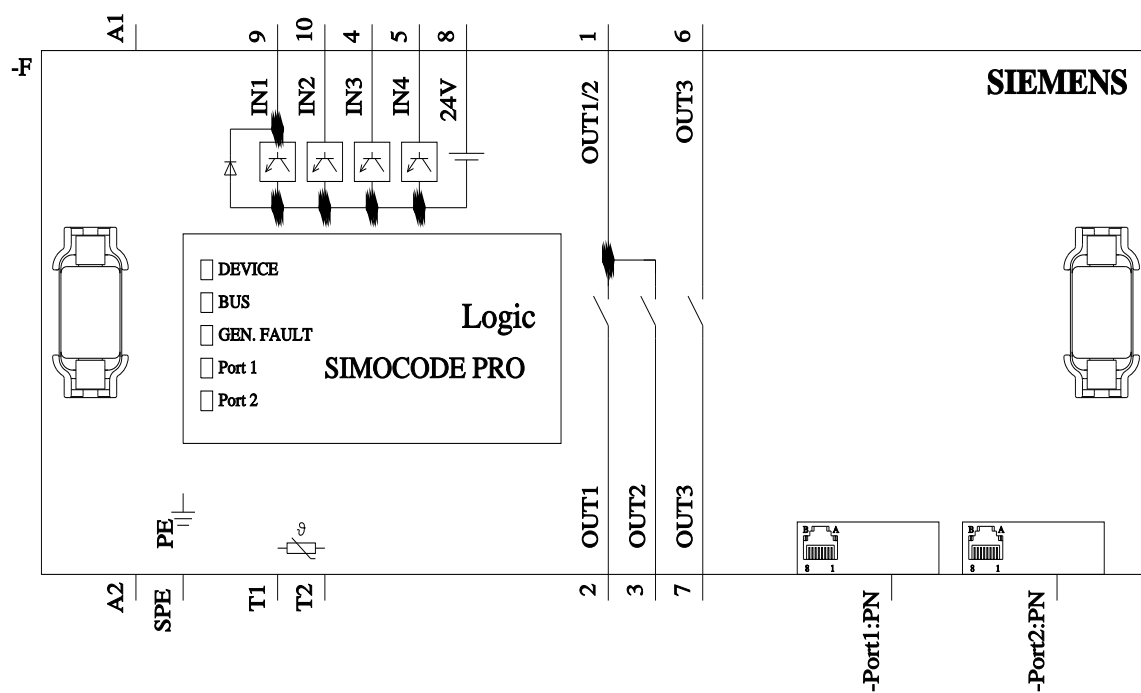 A1
9
10
4
5
8
1
6
-F
IN1
IN2
IN3
IN4
24V
OUT1/2
OUT3
SIEMENS
DEVICE
BUS
GEN. FAULT
Port 1
Port 2
Logic
SIMOCODE PRO
PE
ϑ
OUT1
OUT2
OUT3
B A
8 1
B A
8 1
A2
SPE
T1
T2
2
3
7
-Port1:PN
-Port2:PN